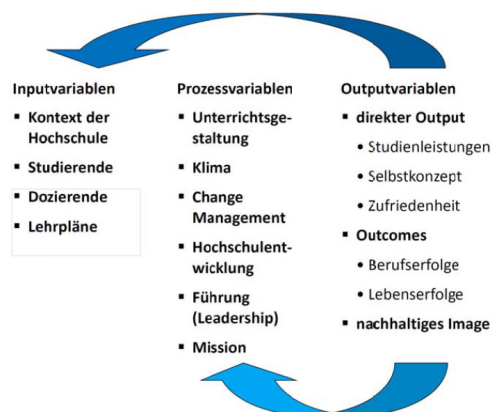 Inputvariablen
▪ Kontext der
Hochschule
▪ Studierende
▪ Dozierende
▪ Lehrpläne
Prozessvariablen
▪ Unterrichtsge-
staltung
▪ Klima
▪ Change
Management
▪ Hochschulent-
wicklung
▪ Führung
(Leadership)
▪ Mission
Outputvariablen
▪ direkter Output
• Studienleistungen
• Selbstkonzept
• Zufriedenheit
▪ Outcomes
• Berufserfolge
• Lebenserfolge
▪ nachhaltiges Image